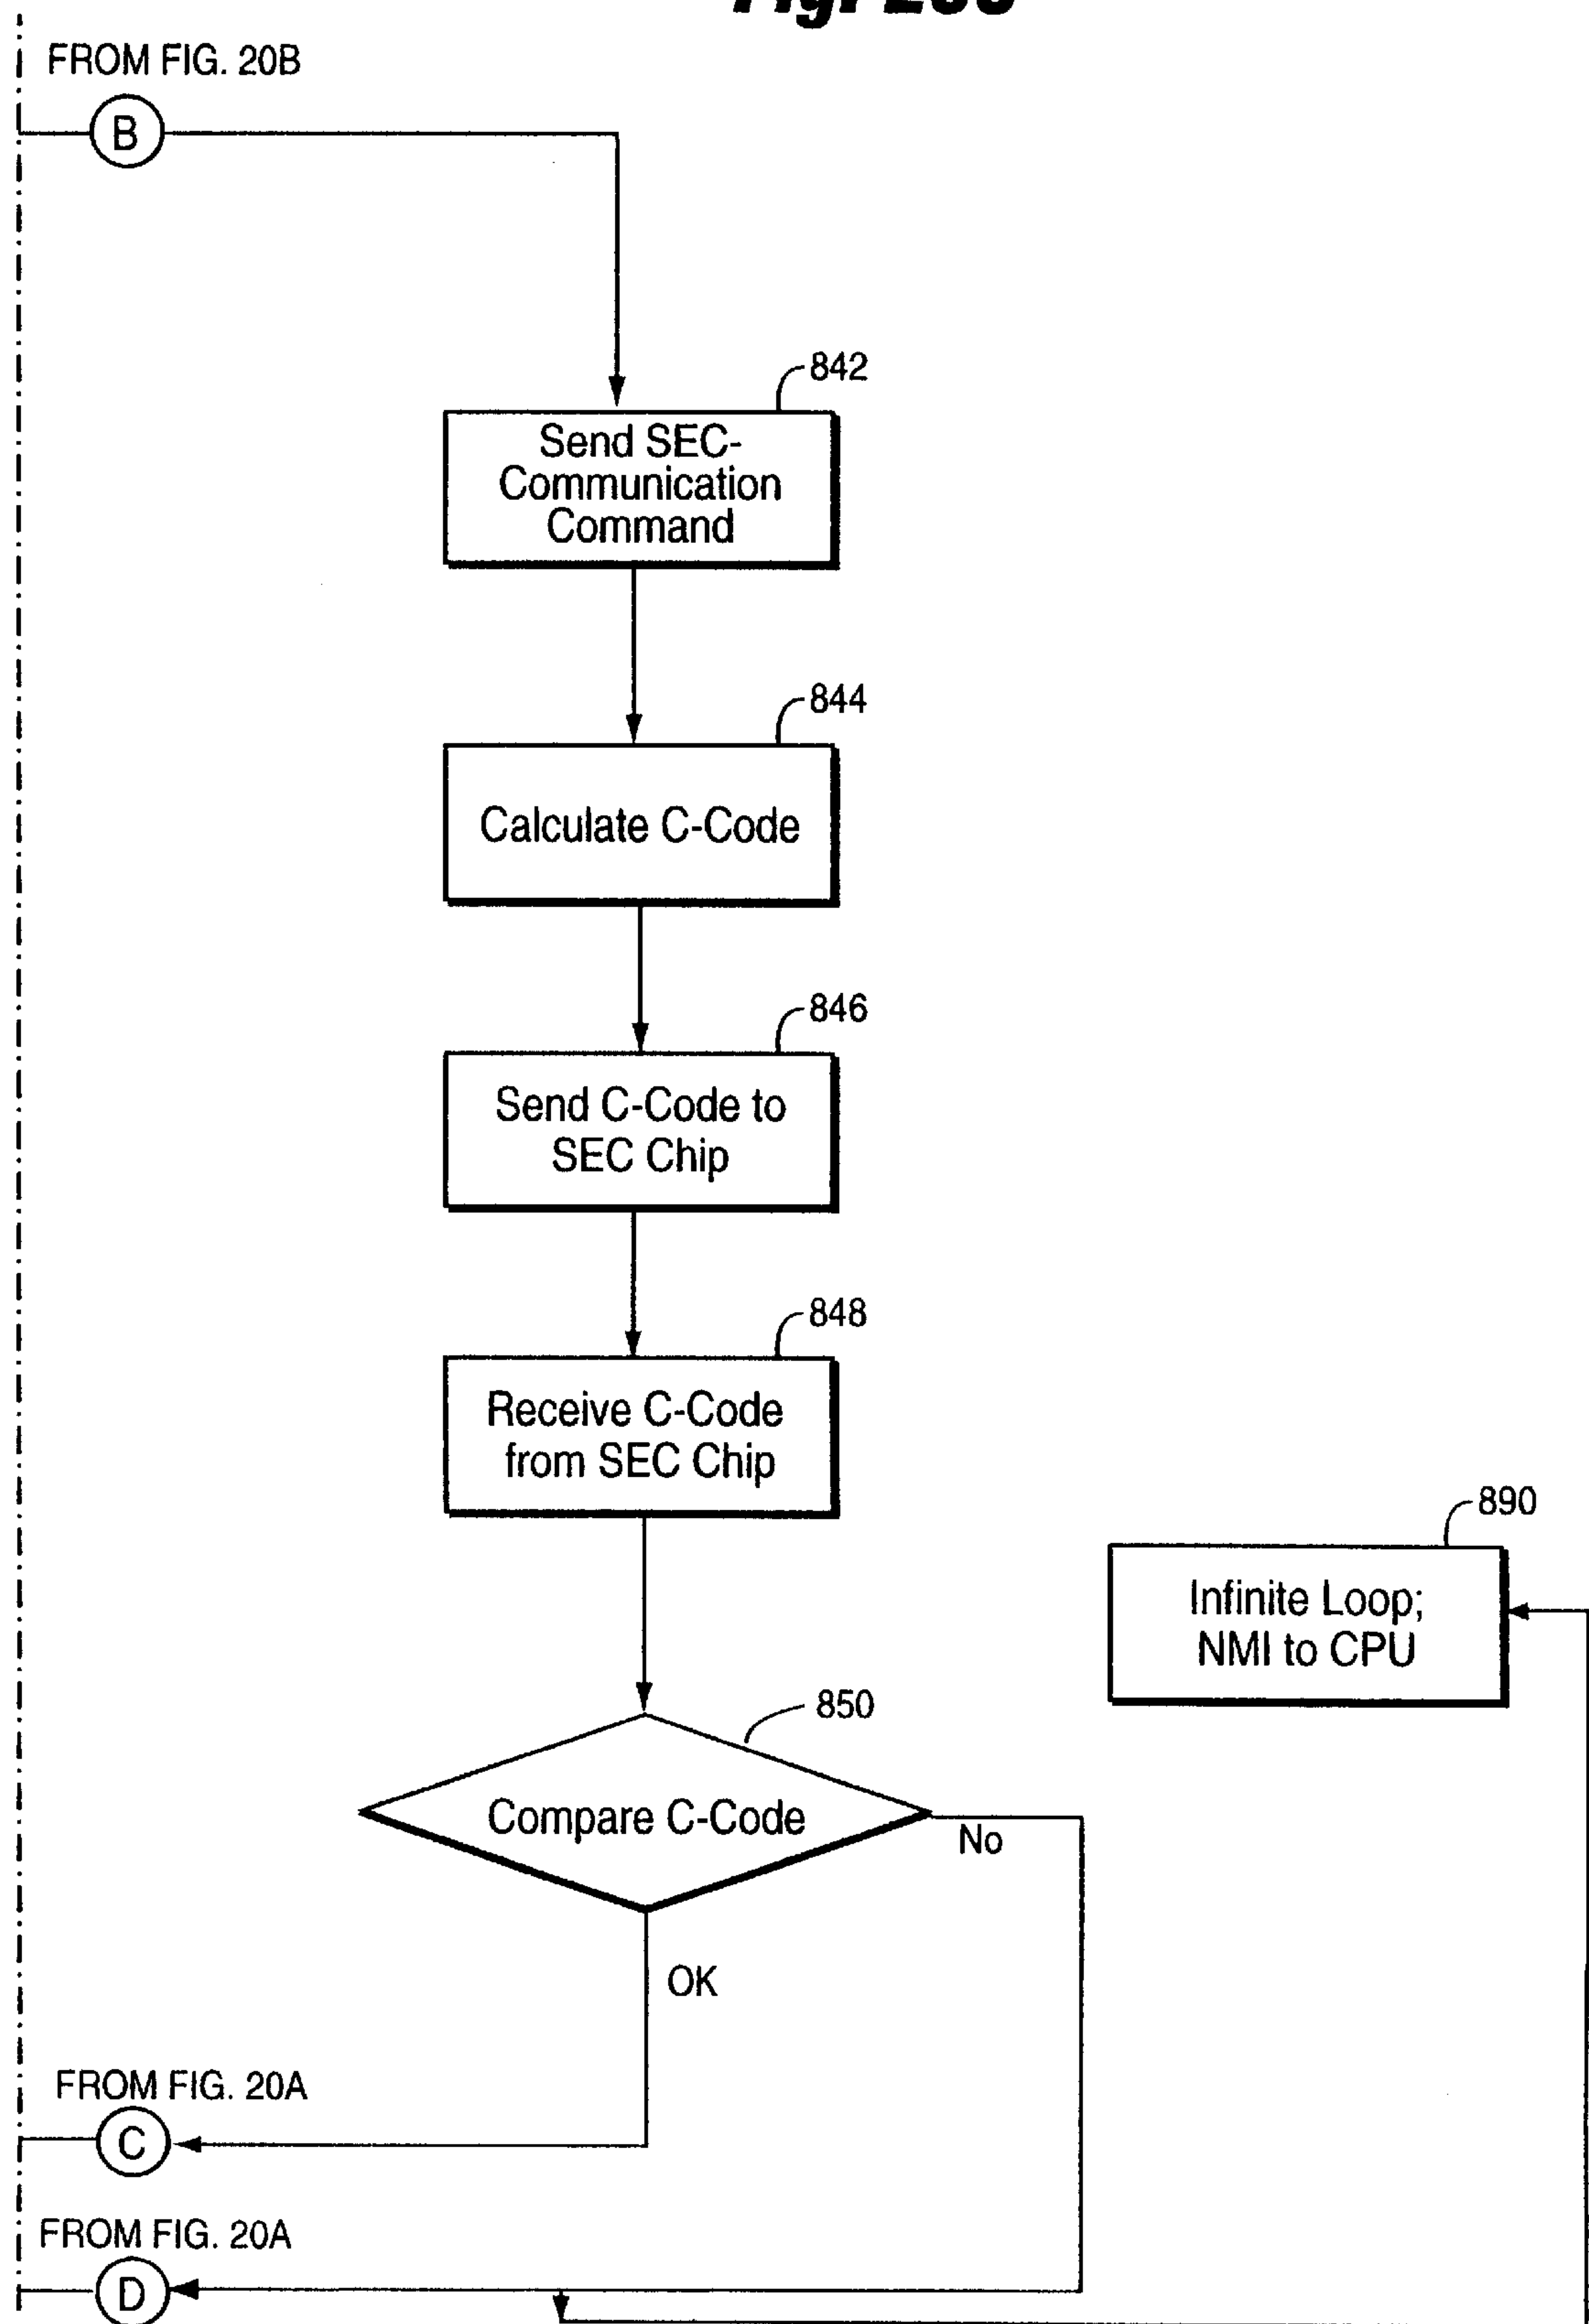 FROM FIG. 20B
B
842
Send SEC-
Communication
Command
844
Calculate C-Code
846
Send C-Code to
SEC Chip
848
Receive C-Code
from SEC Chip
890
Infinite Loop;
NMI to CPU
850
Compare C-Code
No
OK
FROM FIG. 20A
C
FROM FIG. 20A
D